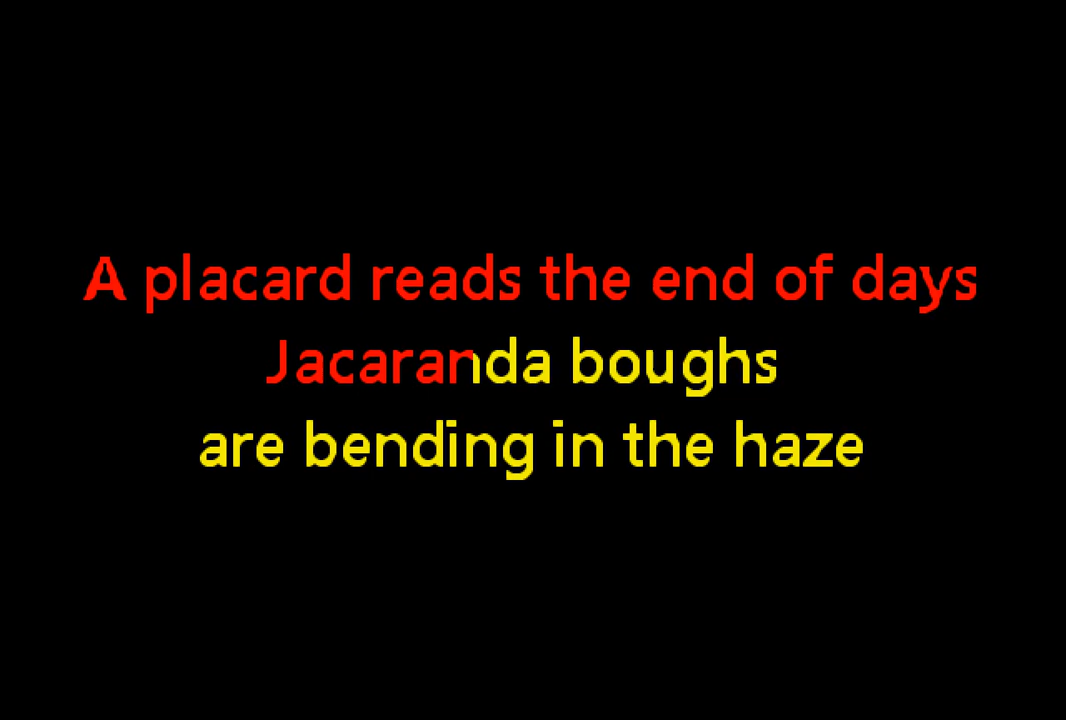 A placard reads the end of days
Jacaranda boughs
are bending in the haze